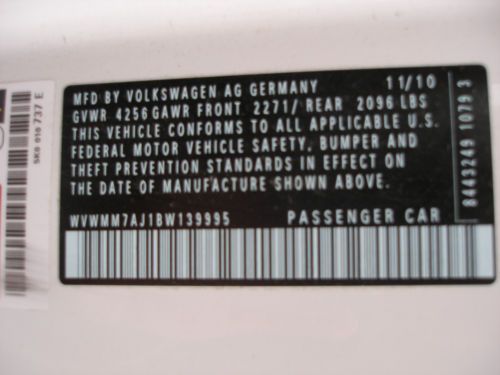 MFD BY VOLKSWAGEN AG GERMANY 11/10
GVWR 4256 GAWR FRONT 2271/ REAR 2096 LBS
THIS VEHICLE CONFORMS TO ALL APPLICABLE U.S.
FEDERAL MOTOR VEHICLE SAFETY, BUMPER AND
THEFT PREVENTION STANDARDS IN EFFECT ON
THE DATE OF MANUFACTURE SHOWN ABOVE.
WVWMM7AJ1BW139995 PASSENGER CAR
8443249 1079 3
5K0 010 737 E